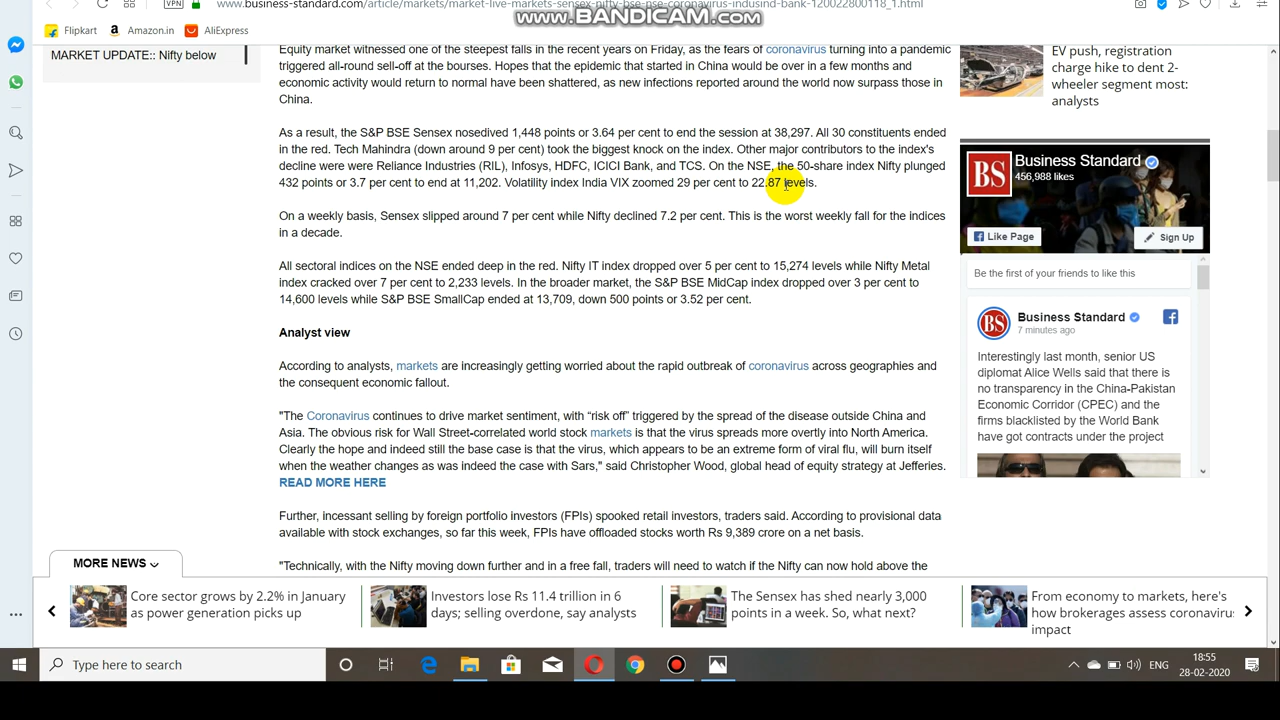 www.business-standard.com/article/markets/market-live-markets-sensex-nifty-bse-nse-coronavirus-indusind-bank-120022800118_1.html
VPN
www.BANDICAM.com
Flipkart
Amazon.in
AliExpress
MARKET UPDATE:: Nifty below
Equity market witnessed one of the steepest falls in the recent years on Friday, as the fears of coronavirus turning into a pandemic
triggered all-round sell-off at the bourses. Hopes that the epidemic that started in China would be over in a few months and
economic activity would return to normal have been shattered, as new infections reported around the world now surpass those in
China.
As a result, the S&P BSE Sensex nosedived 1,448 points or 3.64 per cent to end the session at 38,297. All 30 constituents ended
in the red. Tech Mahindra (down around 9 per cent) took the biggest knock on the index. Other major contributors to the index's
decline were were Reliance Industries (RIL), Infosys, HDFC, ICICI Bank, and TCS. On the NSE, the 50-share index Nifty plunged
432 points or 3.7 per cent to end at 11,202. Volatility index India VIX zoomed 29 per cent to 22.87 levels.
On a weekly basis, Sensex slipped around 7 per cent while Nifty declined 7.2 per cent. This is the worst weekly fall for the indices
in a decade.
All sectoral indices on the NSE ended deep in the red. Nifty IT index dropped over 5 per cent to 15,274 levels while Nifty Metal
index cracked over 7 per cent to 2,233 levels. In the broader market, the S&P BSE MidCap index dropped over 3 per cent to
14,600 levels while S&P BSE SmallCap ended at 13,709, down 500 points or 3.52 per cent.
Analyst view
According to analysts, markets are increasingly getting worried about the rapid outbreak of coronavirus across geographies and
the consequent economic fallout.
"The Coronavirus continues to drive market sentiment, with “risk off” triggered by the spread of the disease outside China and
Asia. The obvious risk for Wall Street-correlated world stock markets is that the virus spreads more overtly into North America.
Clearly the hope and indeed still the base case is that the virus, which appears to be an extreme form of viral flu, will burn itself
when the weather changes as was indeed the case with Sars," said Christopher Wood, global head of equity strategy at Jefferies.
READ MORE HERE
Further, incessant selling by foreign portfolio investors (FPIs) spooked retail investors, traders said. According to provisional data
available with stock exchanges, so far this week, FPIs have offloaded stocks worth Rs 9,389 crore on a net basis.
"Technically, with the Nifty moving down further and in a free fall, traders will need to watch if the Nifty can now hold above the
EV push, registration
charge hike to dent 2-
wheeler segment most:
analysts
BS
Business Standard
456,988 likes
Like Page
Sign Up
Be the first of your friends to like this
BS
Business Standard
7 minutes ago
Interestingly last month, senior US
diplomat Alice Wells said that there is
no transparency in the China-Pakistan
Economic Corridor (CPEC) and the
firms blacklisted by the World Bank
have got contracts under the project
MORE NEWS
Core sector grows by 2.2% in January
as power generation picks up
Investors lose Rs 11.4 trillion in 6
days; selling overdone, say analysts
The Sensex has shed nearly 3,000
points in a week. So, what next?
From economy to markets, here's
how brokerages assess coronavirus
impact
Type here to search
ENG
18:55
28-02-2020